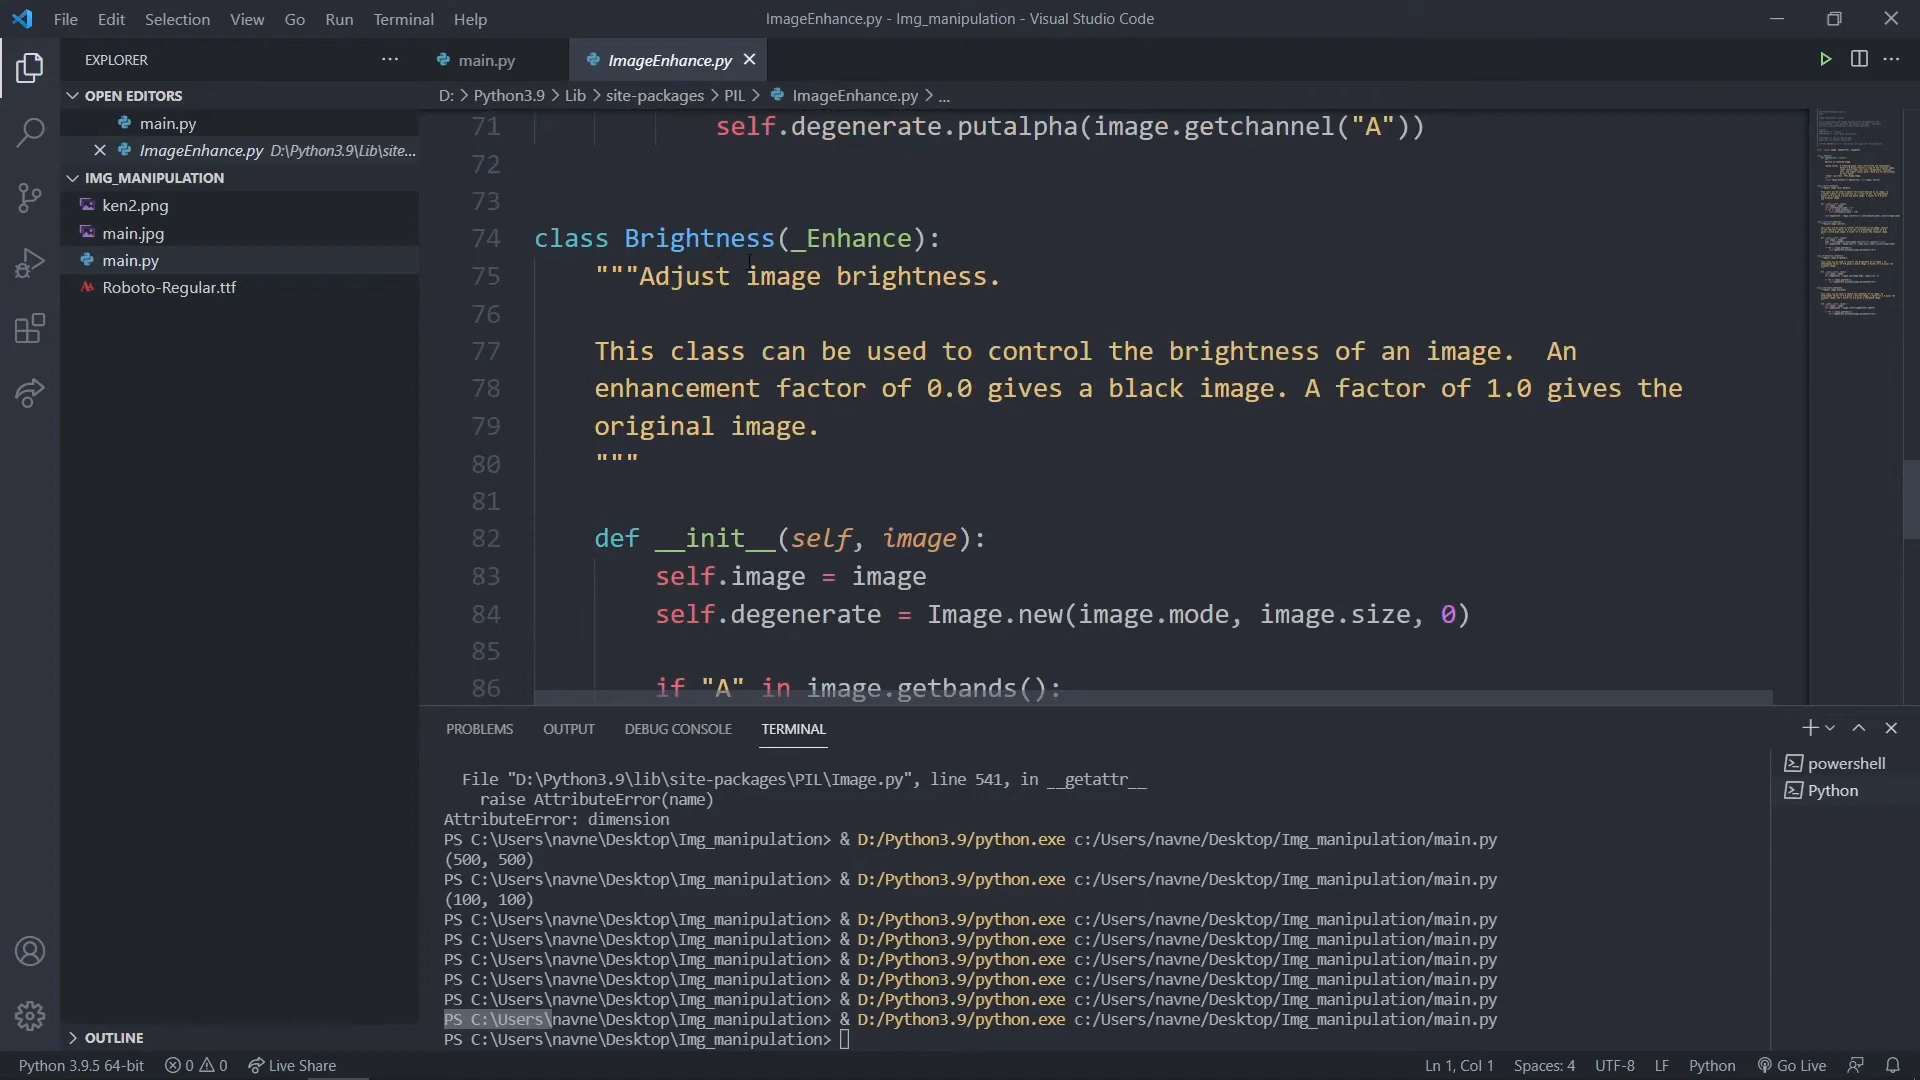 File Edit Selection View Go Run Terminal Help
ImageEnhance.py - Img_manipulation - Visual Studio Code
EXPLORER
main.py
ImageEnhance.py
OPEN EDITORS
main.py
ImageEnhance.py D:\Python3.9\Lib\site...
IMG_MANIPULATION
ken2.png
main.jpg
main.py
Roboto-Regular.ttf
OUTLINE
D: > Python3.9 > Lib > site-packages > PIL > ImageEnhance.py > ...
71 self.degenerate.putalpha(image.getchannel("A"))
72
73
74 class Brightness(_Enhance):
75 """Adjust image brightness.
76
77 This class can be used to control the brightness of an image.  An
78 enhancement factor of 0.0 gives a black image. A factor of 1.0 gives the
79 original image.
80 """
81
82 def __init__(self, image):
83 self.image = image
84 self.degenerate = Image.new(image.mode, image.size, 0)
85
86 if "A" in image.getbands():
PROBLEMS OUTPUT DEBUG CONSOLE TERMINAL
powershell
Python
File "D:\Python3.9\lib\site-packages\PIL\Image.py", line 541, in __getattr__
raise AttributeError(name)
AttributeError: dimension
PS C:\Users\navne\Desktop\Img_manipulation> & D:/Python3.9/python.exe c:/Users/navne/Desktop/Img_manipulation/main.py
(500, 500)
PS C:\Users\navne\Desktop\Img_manipulation> & D:/Python3.9/python.exe c:/Users/navne/Desktop/Img_manipulation/main.py
(100, 100)
PS C:\Users\navne\Desktop\Img_manipulation> & D:/Python3.9/python.exe c:/Users/navne/Desktop/Img_manipulation/main.py
PS C:\Users\navne\Desktop\Img_manipulation> & D:/Python3.9/python.exe c:/Users/navne/Desktop/Img_manipulation/main.py
PS C:\Users\navne\Desktop\Img_manipulation> & D:/Python3.9/python.exe c:/Users/navne/Desktop/Img_manipulation/main.py
PS C:\Users\navne\Desktop\Img_manipulation> & D:/Python3.9/python.exe c:/Users/navne/Desktop/Img_manipulation/main.py
PS C:\Users\navne\Desktop\Img_manipulation> & D:/Python3.9/python.exe c:/Users/navne/Desktop/Img_manipulation/main.py
PS C:\Users\navne\Desktop\Img_manipulation> & D:/Python3.9/python.exe c:/Users/navne/Desktop/Img_manipulation/main.py
PS C:\Users\navne\Desktop\Img_manipulation>
Python 3.9.5 64-bit 0 0 Live Share Ln 1, Col 1 Spaces: 4 UTF-8 LF Python Go Live